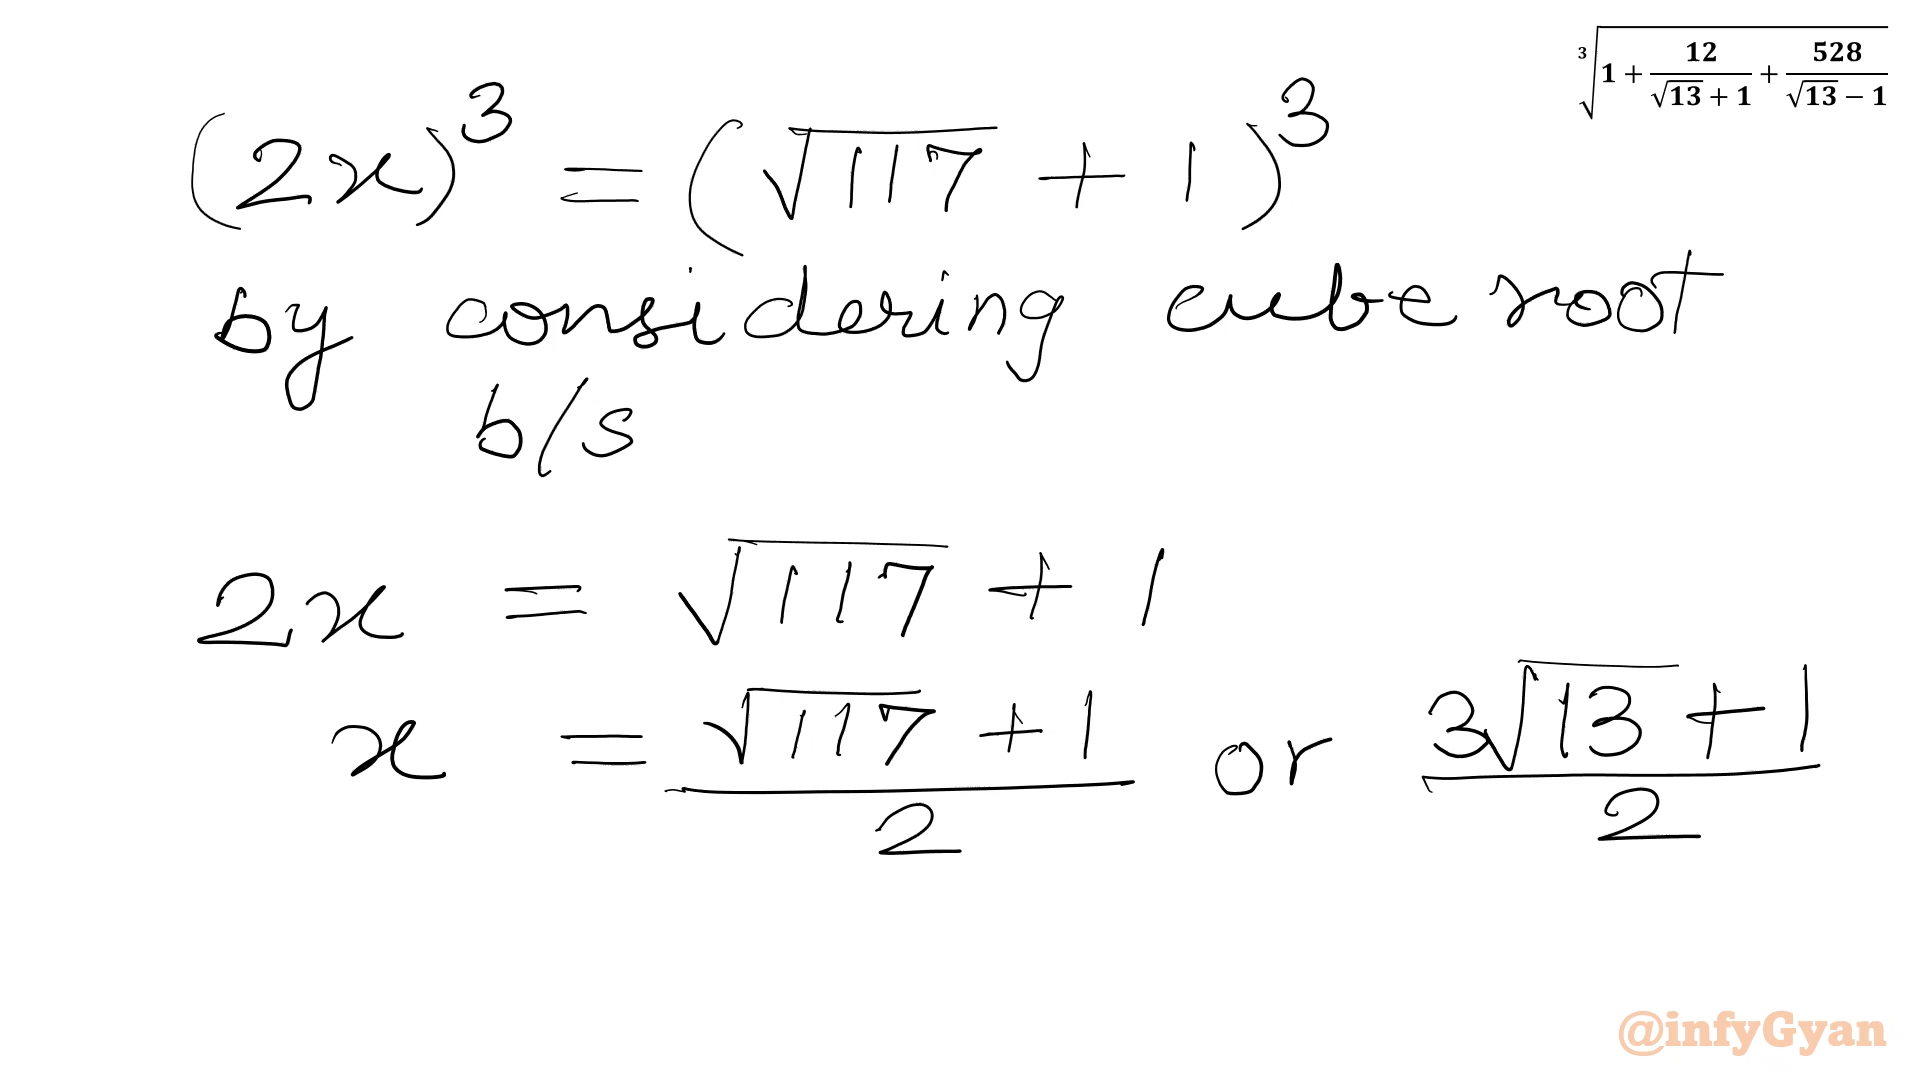 ∛(1 + 12/(√13 + 1) + 528/(√13 − 1))
(2x)³ = (√117 + 1)³
by considering cube root
b/s
2x = √117 + 1
x = (√117 + 1)/2 or (3√13 + 1)/2
@infyGyan